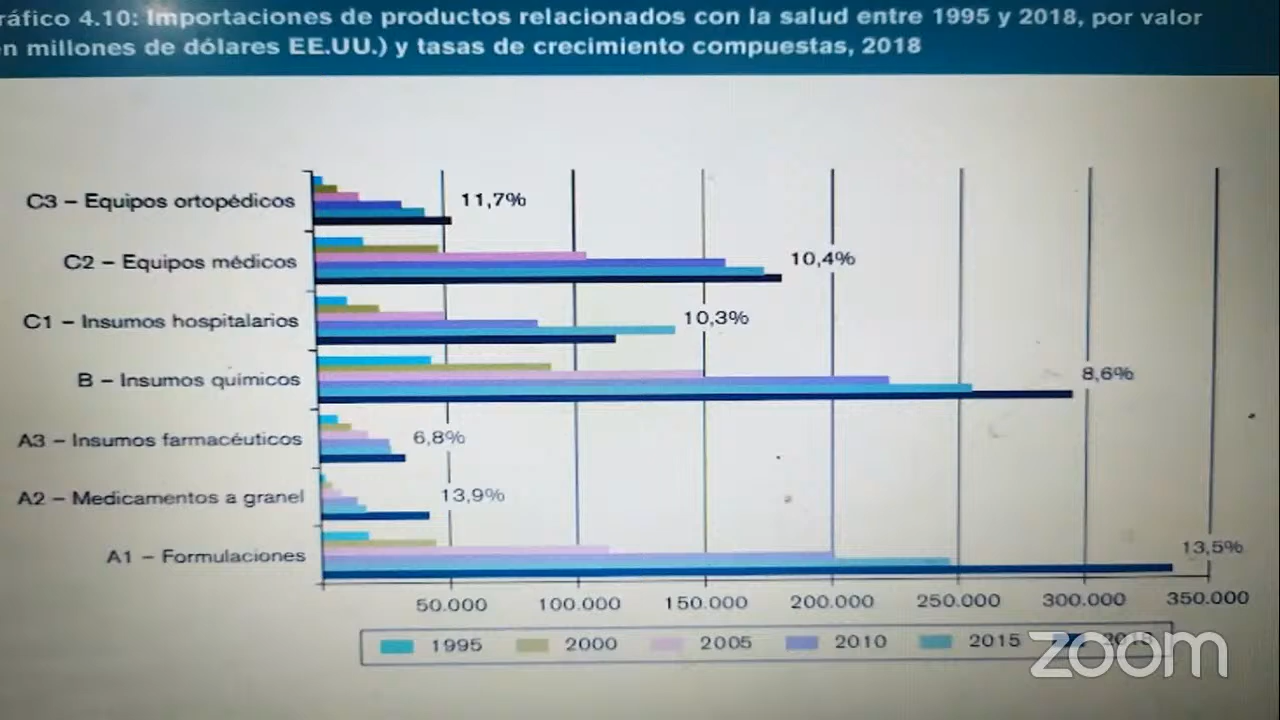 ráfico 4.10: Importaciones de productos relacionados con la salud entre 1995 y 2018, por valor
n millones de dólares EE.UU.) y tasas de crecimiento compuestas, 2018
C3 – Equipos ortopédicos 11,7%
C2 – Equipos médicos 10,4%
C1 – Insumos hospitalarios 10,3%
B – Insumos químicos 8,6%
A3 – Insumos farmacéuticos 6,8%
A2 – Medicamentos a granel 13,9%
A1 – Formulaciones 13,5%
50.000 100.000 150.000 200.000 250.000 300.000 350.000
1995 2000 2005 2010 2015
zoom